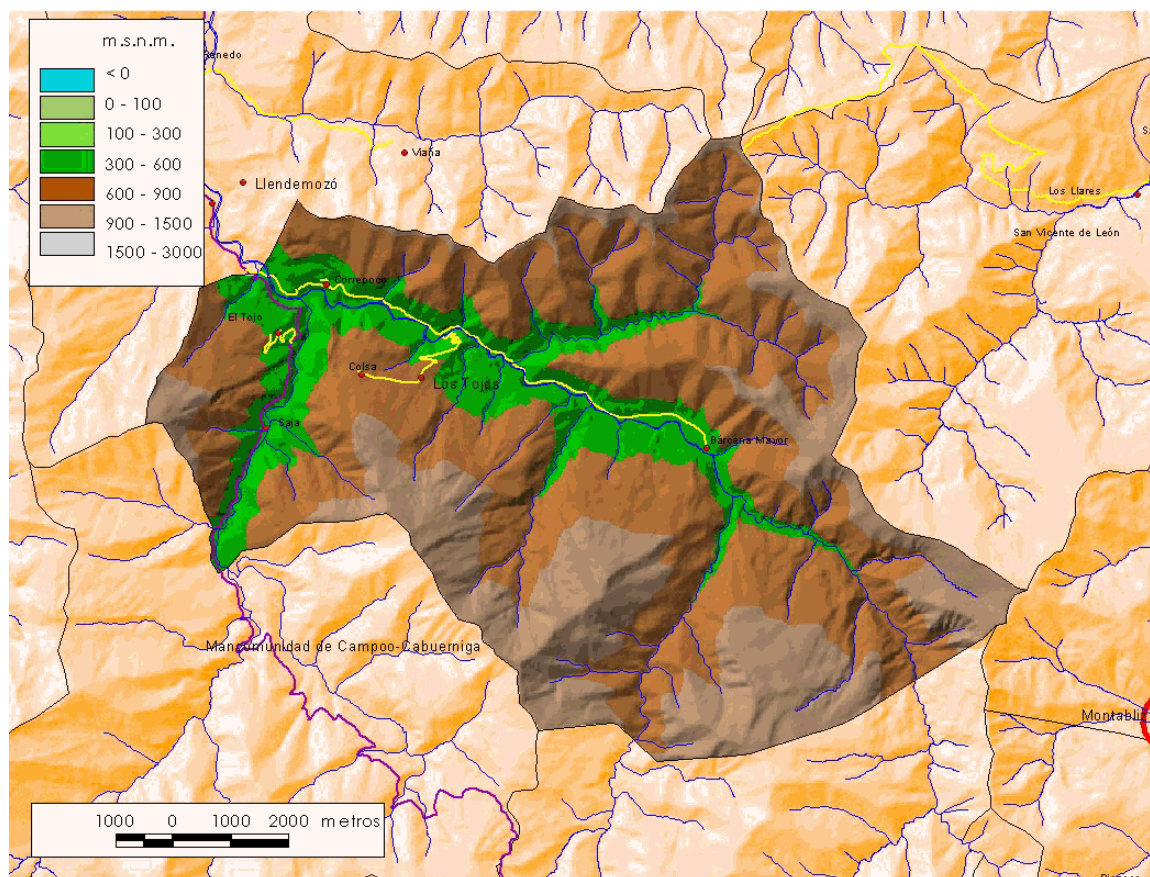 m.s.n.m.
< 0
0 - 100
100 - 300
300 - 600
600 - 900
900 - 1500
1500 - 3000
Renedo
Viaña
Llendemozó
Los Llares
San Vicente de León
Correpoco
El Tojo
Colsa
Los Tojos
Saja
Bárcena Mayor
Mancomunidad de Campoo-Cabuerniga
Montabliz
1000 0 1000 2000 metros